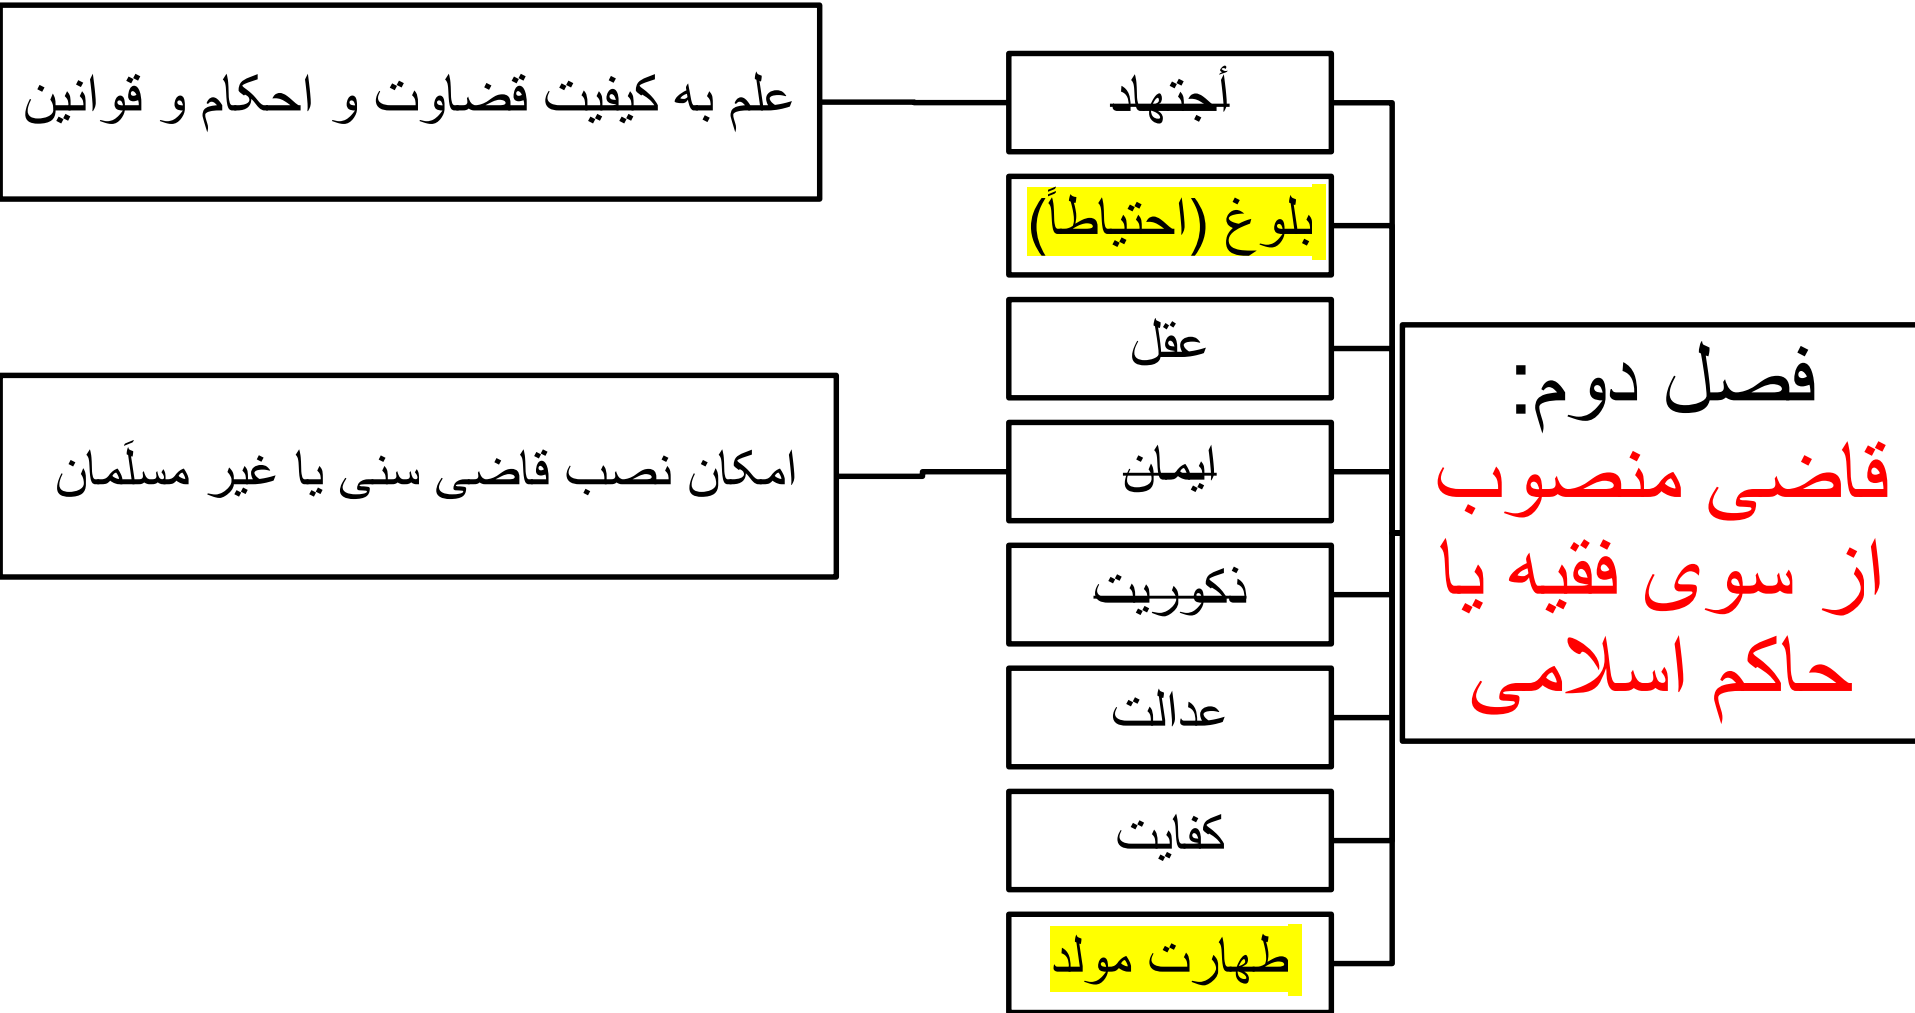 فصل دوم:
قاضی منصوب
از سوی فقیه یا
حاکم اسلامی
أجتهاد
علم به کیفیت قضاوت و احکام و قوانین
بلوغ (احتیاطاً)
عقل
ایمان
امکان نصب قاضی سنی یا غیر مسلَمان
ذکوریت
عدالت
کفایت
طهارت مولد